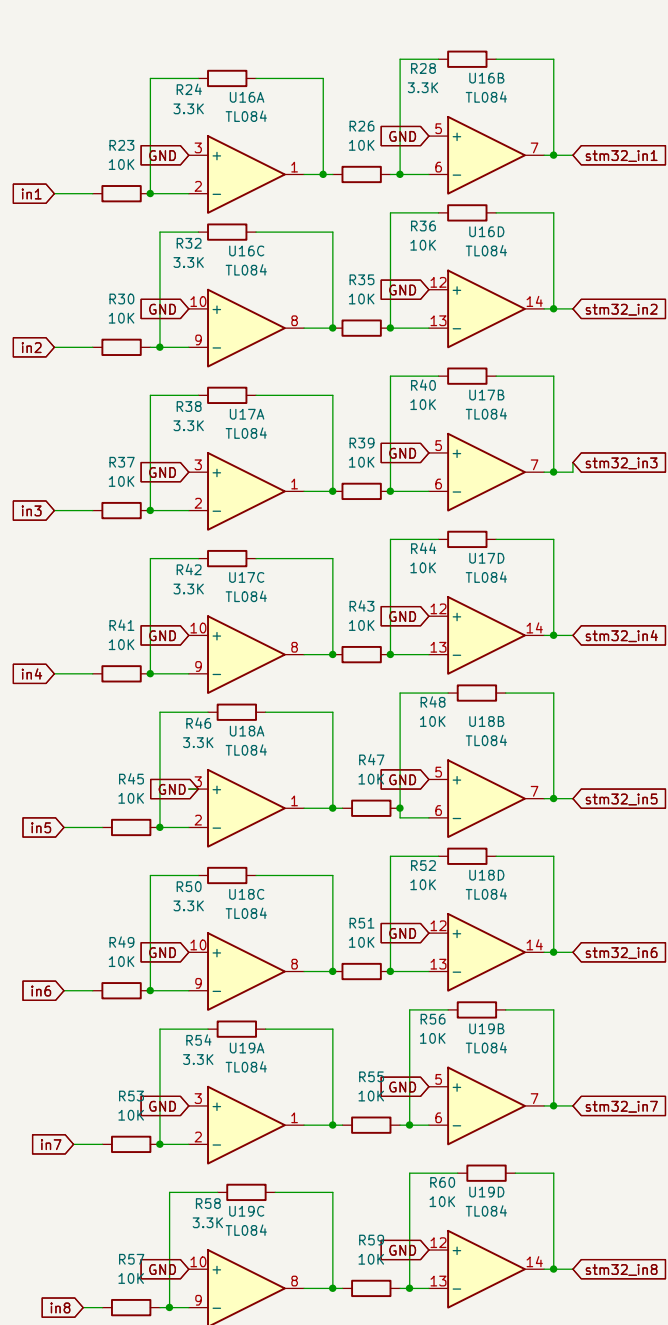 R28
3.3K
U16B
TL084
R24
3.3K
U16A
TL084
R23
10K
GND
3
+
2
−
1
in1
R26
10K
GND
5
+
6
−
7
stm32_in1
R32
3.3K
U16C
TL084
R36
10K
U16D
TL084
R30
10K
GND
10
+
9
−
8
in2
R35
10K
GND
12
+
13
−
14
stm32_in2
R38
3.3K
U17A
TL084
R40
10K
U17B
TL084
R37
10K
GND
3
+
2
−
1
in3
R39
10K
GND
5
+
6
−
7
stm32_in3
R42
3.3K
U17C
TL084
R44
10K
U17D
TL084
R41
10K
GND
10
+
9
−
8
in4
R43
10K
GND
12
+
13
−
14
stm32_in4
R46
3.3K
U18A
TL084
R48
10K
U18B
TL084
R45
10K
GND
3
+
2
−
1
in5
R47
10K
GND
5
+
6
−
7
stm32_in5
R50
3.3K
U18C
TL084
R52
10K
U18D
TL084
R49
10K
GND
10
+
9
−
8
in6
R51
10K
GND
12
+
13
−
14
stm32_in6
R54
3.3K
U19A
TL084
R56
10K
U19B
TL084
R53
10K
GND
3
+
2
−
1
in7
R55
10K
GND
5
+
6
−
7
stm32_in7
R58
3.3K
U19C
TL084
R60
10K
U19D
TL084
R57
10K
GND
10
+
9
−
8
in8
R59
10K
GND
12
+
13
−
14
stm32_in8